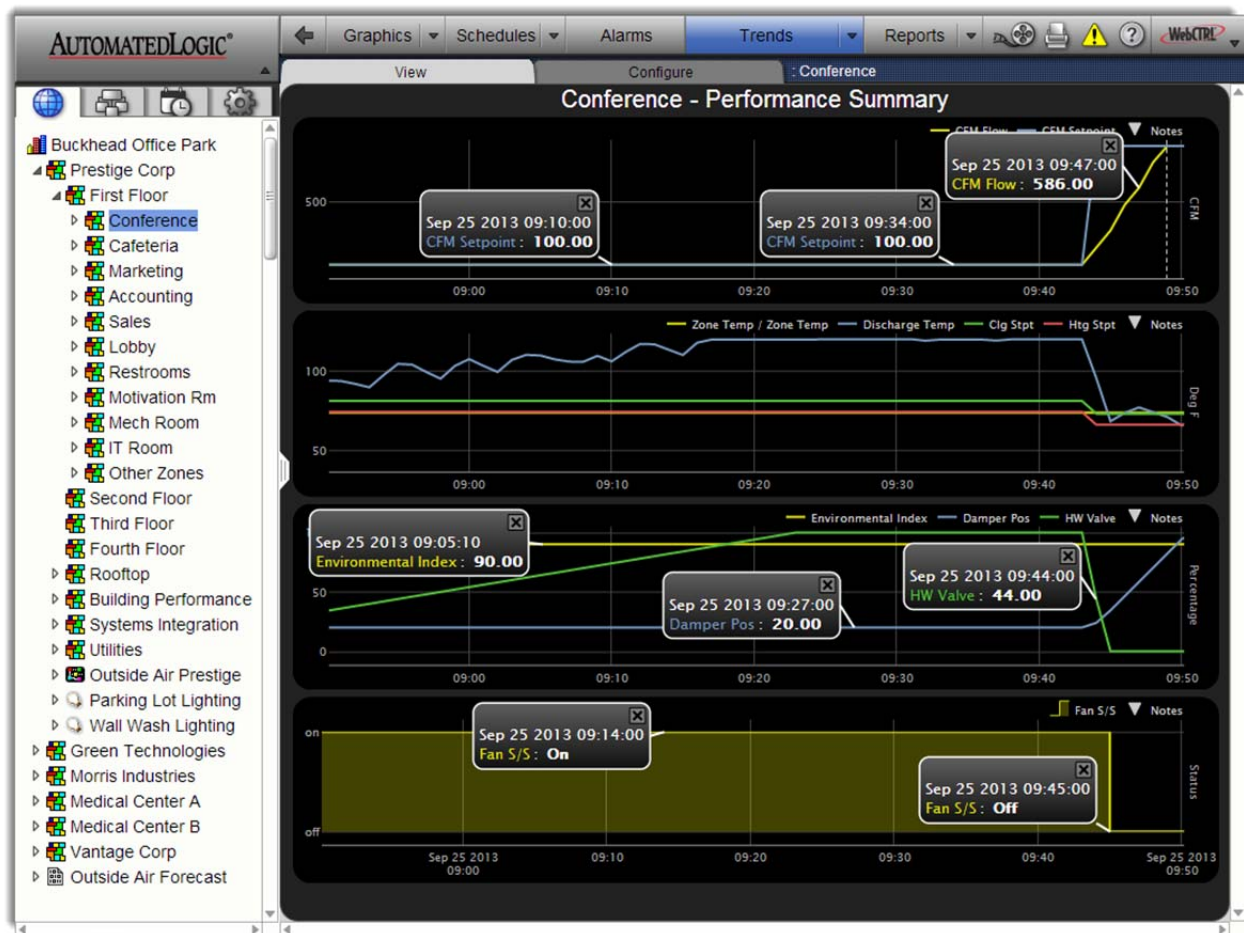 AUTOMATEDLOGIC®
Graphics
Schedules
Alarms
Trends
Reports
WebCTRL
View
Configure
: Conference
Buckhead Office Park
Prestige Corp
First Floor
Conference
Cafeteria
Marketing
Accounting
Sales
Lobby
Restrooms
Motivation Rm
Mech Room
IT Room
Other Zones
Second Floor
Third Floor
Fourth Floor
Rooftop
Building Performance
Systems Integration
Utilities
Outside Air Prestige
Parking Lot Lighting
Wall Wash Lighting
Green Technologies
Morris Industries
Medical Center A
Medical Center B
Vantage Corp
Outside Air Forecast
Conference - Performance Summary
CFM Flow CFM Setpoint Notes
Sep 25 2013 09:47:00
CFM Flow : 586.00
Sep 25 2013 09:10:00
CFM Setpoint : 100.00
Sep 25 2013 09:34:00
CFM Setpoint : 100.00
500
CFM
09:00 09:10 09:20 09:30 09:40 09:50
Zone Temp / Zone Temp Discharge Temp Clg Stpt Htg Stpt Notes
100
50
Deg F
09:00 09:10 09:20 09:30 09:40 09:50
Environmental Index Damper Pos HW Valve Notes
Sep 25 2013 09:05:10
Environmental Index : 90.00
Sep 25 2013 09:44:00
HW Valve : 44.00
Sep 25 2013 09:27:00
Damper Pos : 20.00
50
0
Percentage
09:00 09:10 09:20 09:30 09:40 09:50
Fan S/S Notes
Sep 25 2013 09:14:00
Fan S/S : On
Sep 25 2013 09:45:00
Fan S/S : Off
on
off
Status
Sep 25 2013 09:10 09:20 09:30 09:40 Sep 25 2013
09:00 09:50